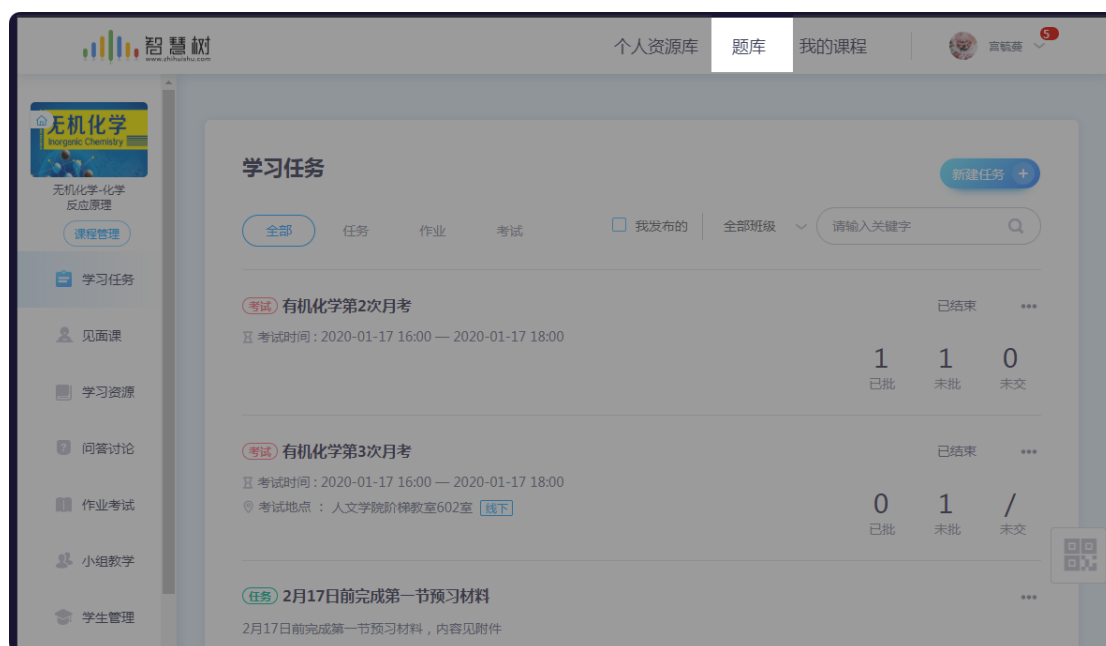 智慧树
www.zhihuishu.com
个人资源库
题库
我的课程
宫毓葵
5
无机化学
Inorganic Chemistry
无机化学-化学
反应原理
课程管理
学习任务
见面课
学习资源
问答讨论
作业考试
小组教学
学生管理
学习任务
新建任务 +
全部 任务 作业 考试 我发布的 全部班级 请输入关键字
考试 有机化学第2次月考 已结束
考试时间 : 2020-01-17 16:00 — 2020-01-17 18:00
1 1 0
已批 未批 未交
考试 有机化学第3次月考 已结束
考试时间 : 2020-01-17 16:00 — 2020-01-17 18:00
考试地点 : 人文学院阶梯教室602室 线下
0 1 /
已批 未批 未交
任务 2月17日前完成第一节预习材料
2月17日前完成第一节预习材料，内容见附件